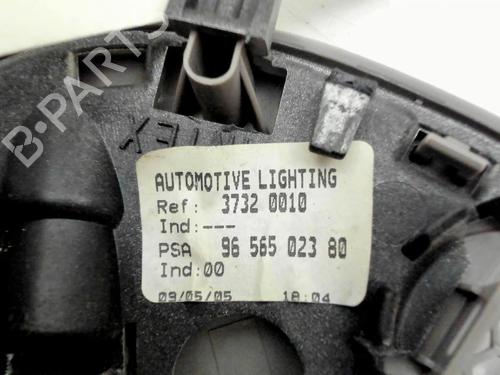 B-PARTS
AUTOMOTIVE LIGHTING
Ref: 3732 0010
Ind:---
PSA 96 565 023 80
Ind:00
09/05/05 18:04